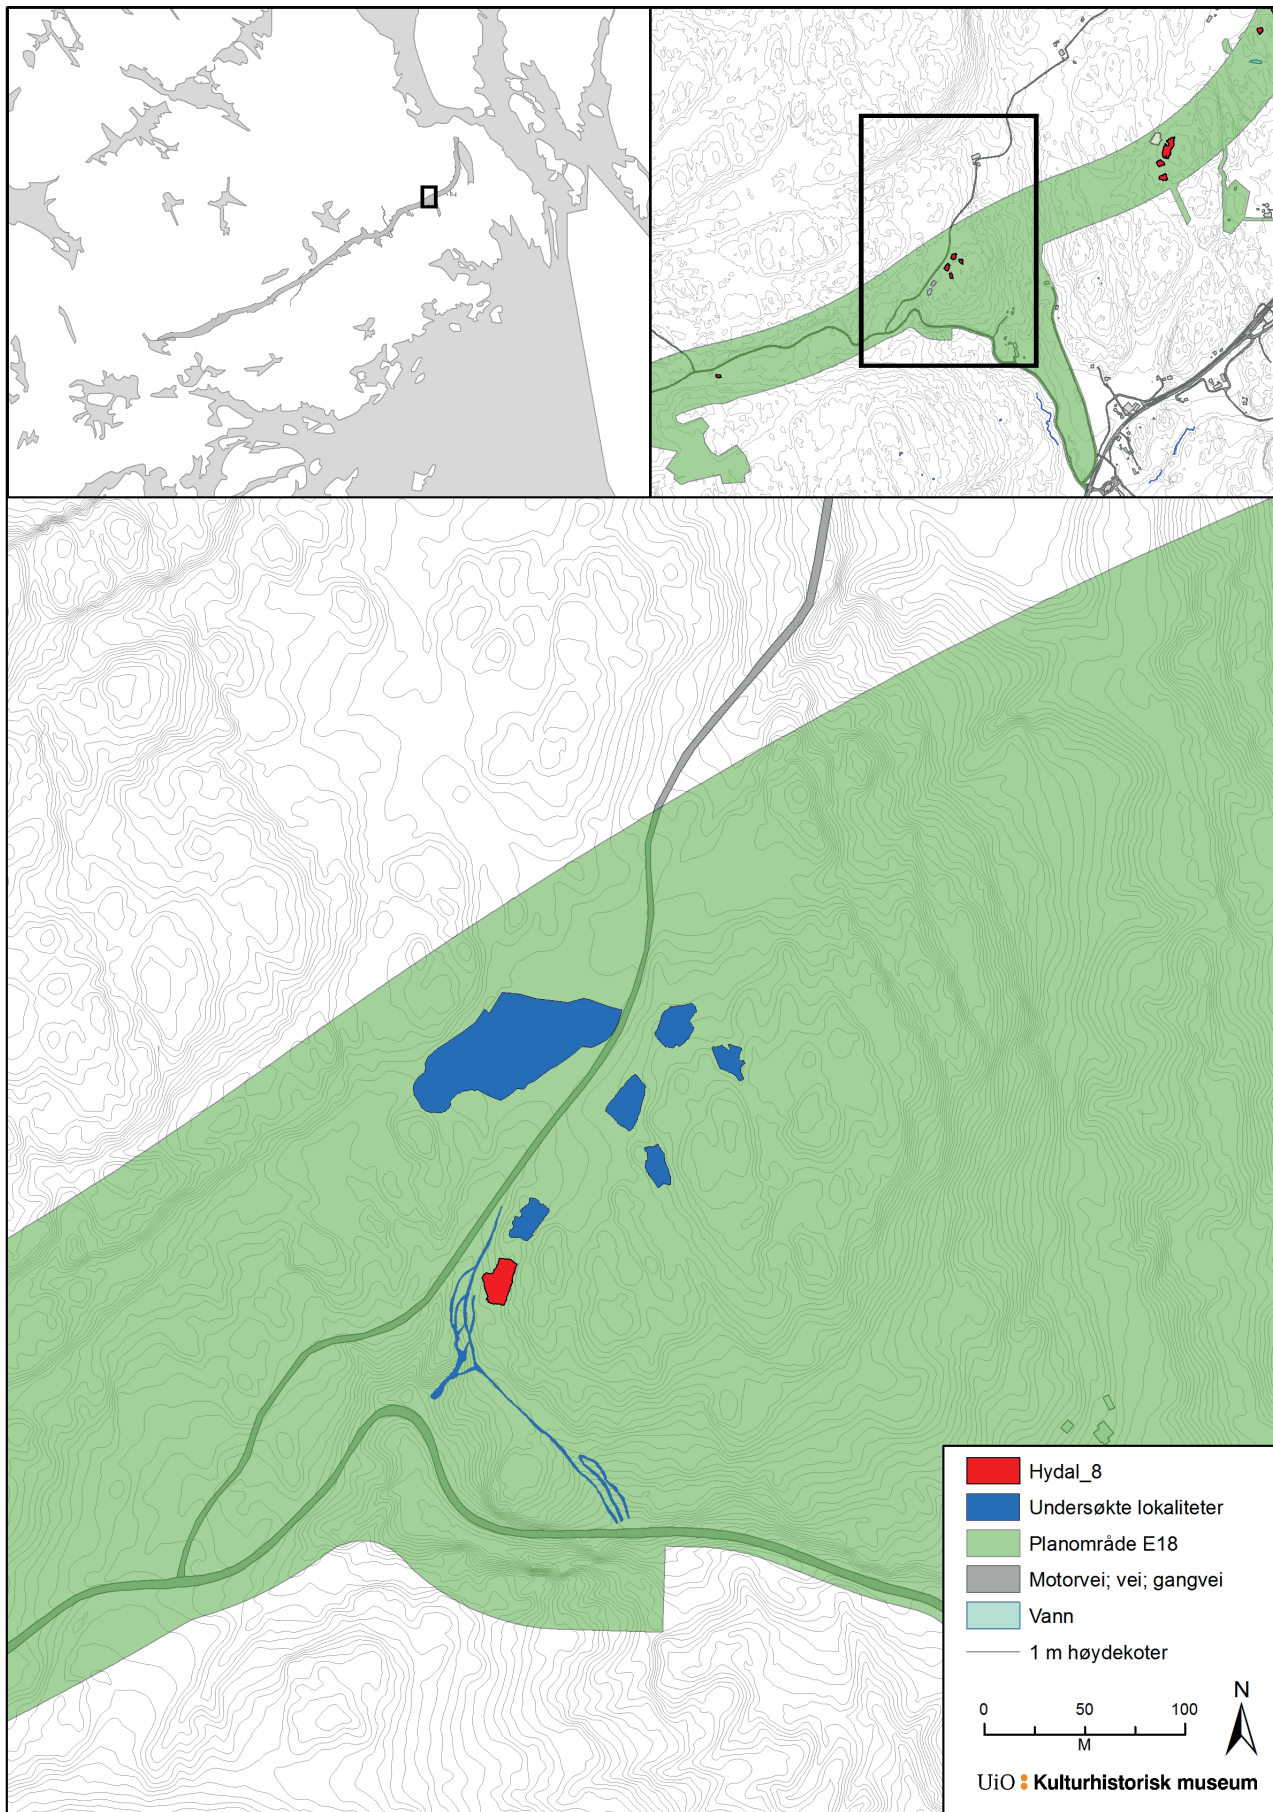 Hydal_8
Undersøkte lokaliteter
Planområde E18
Motorvei; vei; gangvei
Vann
1 m høydekoter
0 50 100
M
N
UiO Kulturhistorisk museum